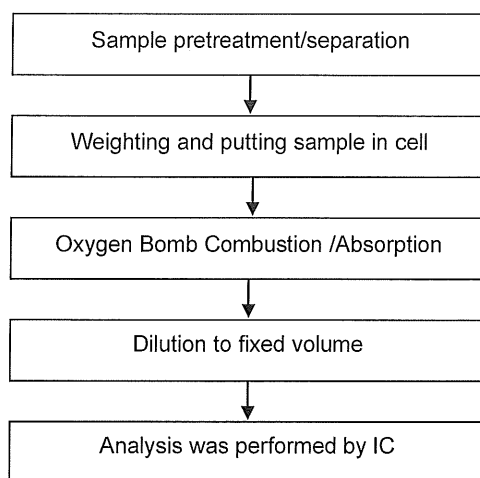 Sample pretreatment/separation
Weighting and putting sample in cell
Oxygen Bomb Combustion /Absorption
Dilution to fixed volume
Analysis was performed by IC